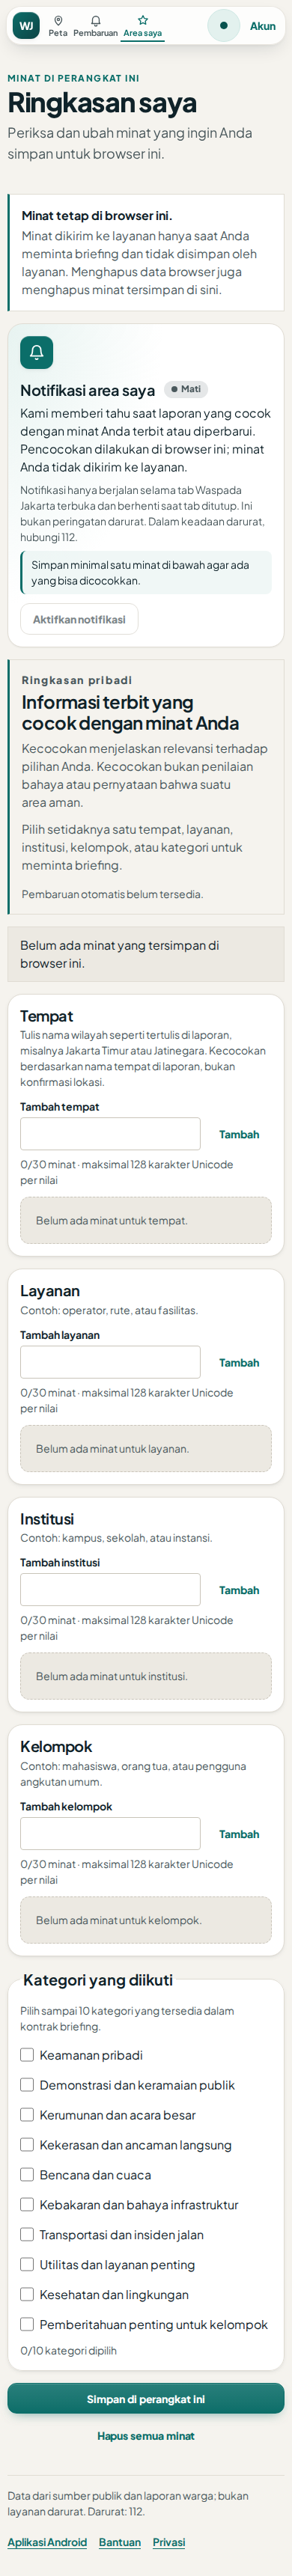 WJ
Peta
Pembaruan
Area saya
Akun
MINAT DI PERANGKAT INI
Ringkasan saya
Periksa dan ubah minat yang ingin Anda
simpan untuk browser ini.
Minat tetap di browser ini.
Minat dikirim ke layanan hanya saat Anda
meminta briefing dan tidak disimpan oleh
layanan. Menghapus data browser juga
menghapus minat tersimpan di sini.
Notifikasi area saya
Mati
Kami memberi tahu saat laporan yang cocok
dengan minat Anda terbit atau diperbarui.
Pencocokan dilakukan di browser ini; minat
Anda tidak dikirim ke layanan.
Notifikasi hanya berjalan selama tab Waspada
Jakarta terbuka dan berhenti saat tab ditutup. Ini
bukan peringatan darurat. Dalam keadaan darurat,
hubungi 112.
Simpan minimal satu minat di bawah agar ada
yang bisa dicocokkan.
Aktifkan notifikasi
Ringkasan pribadi
Informasi terbit yang
cocok dengan minat Anda
Kecocokan menjelaskan relevansi terhadap
pilihan Anda. Kecocokan bukan penilaian
bahaya atau pernyataan bahwa suatu
area aman.
Pilih setidaknya satu tempat, layanan,
institusi, kelompok, atau kategori untuk
meminta briefing.
Pembaruan otomatis belum tersedia.
Belum ada minat yang tersimpan di
browser ini.
Tempat
Tulis nama wilayah seperti tertulis di laporan,
misalnya Jakarta Timur atau Jatinegara. Kecocokan
berdasarkan nama tempat di laporan, bukan
konfirmasi lokasi.
Tambah tempat
Tambah
0/30 minat · maksimal 128 karakter Unicode
per nilai
Belum ada minat untuk tempat.
Layanan
Contoh: operator, rute, atau fasilitas.
Tambah layanan
Tambah
0/30 minat · maksimal 128 karakter Unicode
per nilai
Belum ada minat untuk layanan.
Institusi
Contoh: kampus, sekolah, atau instansi.
Tambah institusi
Tambah
0/30 minat · maksimal 128 karakter Unicode
per nilai
Belum ada minat untuk institusi.
Kelompok
Contoh: mahasiswa, orang tua, atau pengguna
angkutan umum.
Tambah kelompok
Tambah
0/30 minat · maksimal 128 karakter Unicode
per nilai
Belum ada minat untuk kelompok.
Kategori yang diikuti
Pilih sampai 10 kategori yang tersedia dalam
kontrak briefing.
Keamanan pribadi
Demonstrasi dan keramaian publik
Kerumunan dan acara besar
Kekerasan dan ancaman langsung
Bencana dan cuaca
Kebakaran dan bahaya infrastruktur
Transportasi dan insiden jalan
Utilitas dan layanan penting
Kesehatan dan lingkungan
Pemberitahuan penting untuk kelompok
0/10 kategori dipilih
Simpan di perangkat ini
Hapus semua minat
Data dari sumber publik dan laporan warga; bukan
layanan darurat. Darurat: 112.
Aplikasi Android
Bantuan
Privasi